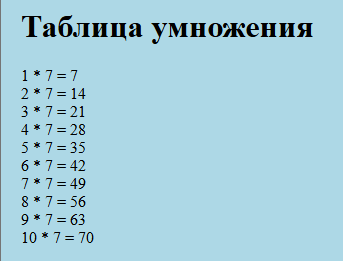 Таблица умножения
1 * 7 = 7
2 * 7 = 14
3 * 7 = 21
4 * 7 = 28
5 * 7 = 35
6 * 7 = 42
7 * 7 = 49
8 * 7 = 56
9 * 7 = 63
10 * 7 = 70